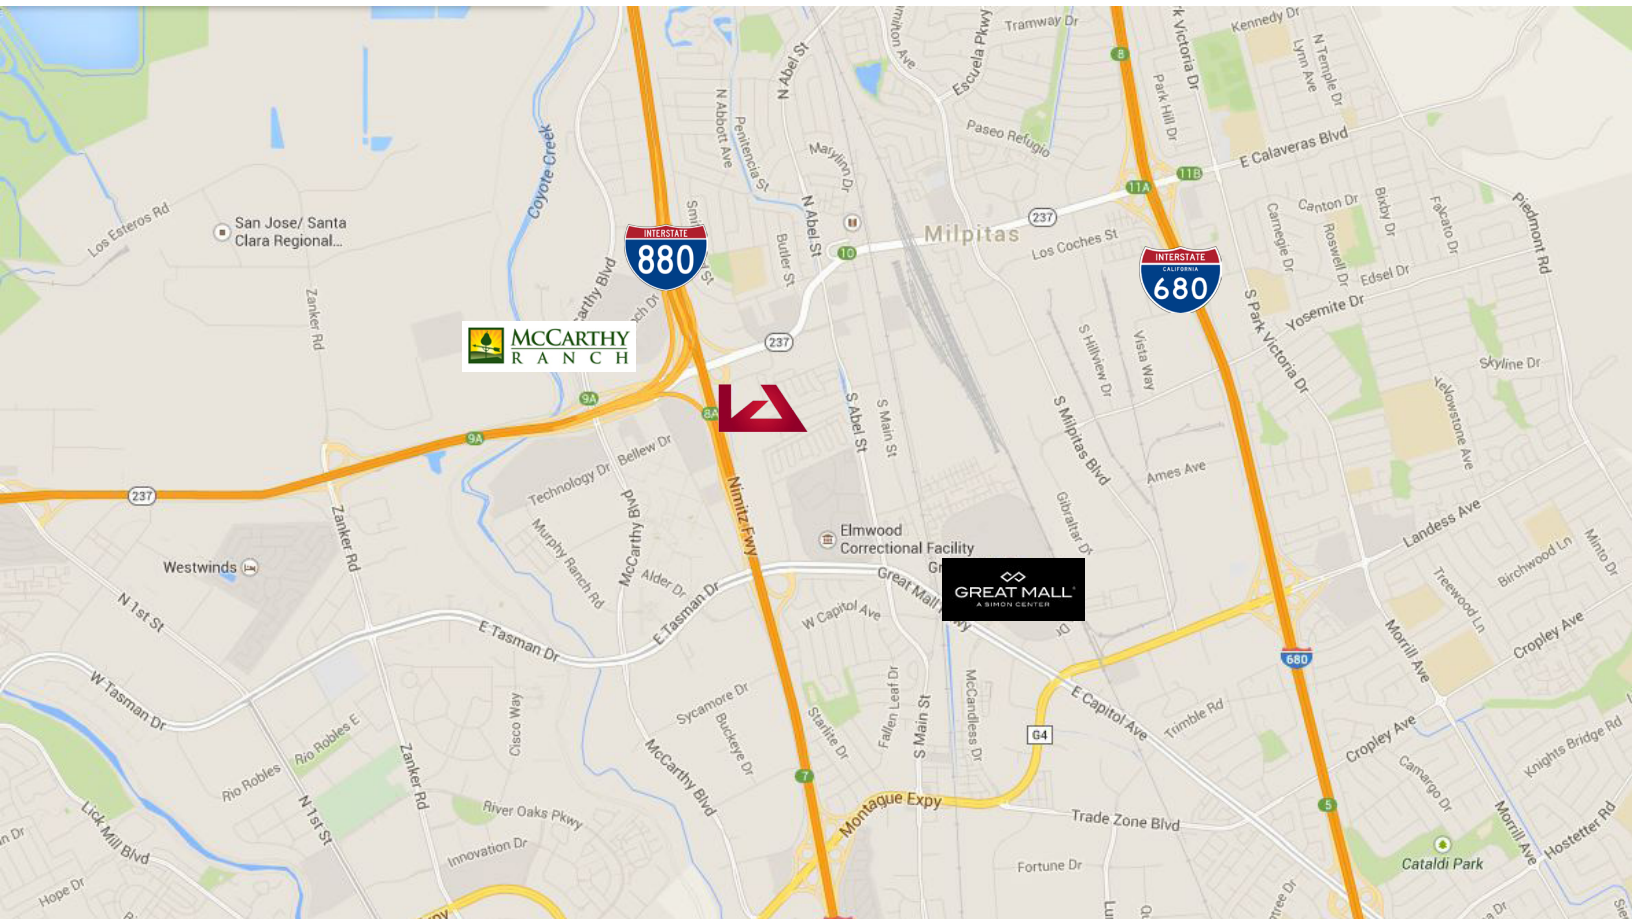 Tramway Dr
Kennedy Dr
Escuela Pkwy
N Abel St
N Temple Dr
Lynn Ave
Park Hill Dr
8
N Abbott Ave
Penitencia St
Paseo Refugio
E Calaveras Blvd
Coyote Creek
Marylinn Dr
11B
11A
Los Esteros Rd
San Jose/ Santa
Clara Regional...
N Abel St
237
Milpitas
Canton Dr
Bixby Dr
Falcato Dr
Piedmont Rd
Carnegie Dr
Roswell Dr
INTERSTATE
880
Butler St
10
Los Coches St
INTERSTATE
CALIFORNIA
680
Edsel Dr
Yosemite Dr
Zanker Rd
S Park Victoria Dr
McCARTHY
RANCH
237
S Hillview Dr
Vista Way
Skyline Dr
9A
8A
S Abel St
S Main St
S Milpitas Blvd
Yellowstone Ave
9A
Bellew Dr
Technology Dr
Ames Ave
237
Nimitz Fwy
Zanker Rd
McCarthy Blvd
Murphy Ranch Rd
Elmwood
Correctional Facility
Gibraltar Dr
Landess Ave
Minto Dr
Birchwood Ln
Westwinds
Alder Dr
Great Mall
GREAT MALL
A SIMON CENTER
Treewood Ln
N 1st St
E Tasman Dr
E Tasman Dr
W Capitol Ave
Morrill Ave
Cropley Ave
680
W Tasman Dr
Sycamore Dr
Buckeye Dr
Fallen Leaf Dr
S Main St
McCandless Dr
E Capitol Ave
Trimble Rd
Starlite Dr
Cisco Way
Rio Robles E
Rio Robles
Zanker Rd
McCarthy Blvd
G4
Cropley Ave
Knights Bridge Rd
Camargo Dr
7
5
N 1st St
River Oaks Pkwy
Montague Expy
Trade Zone Blvd
Morrill Ave
Hostetter Rd
Lick Mill Blvd
Innovation Dr
Fortune Dr
Cataldi Park
Hope Dr